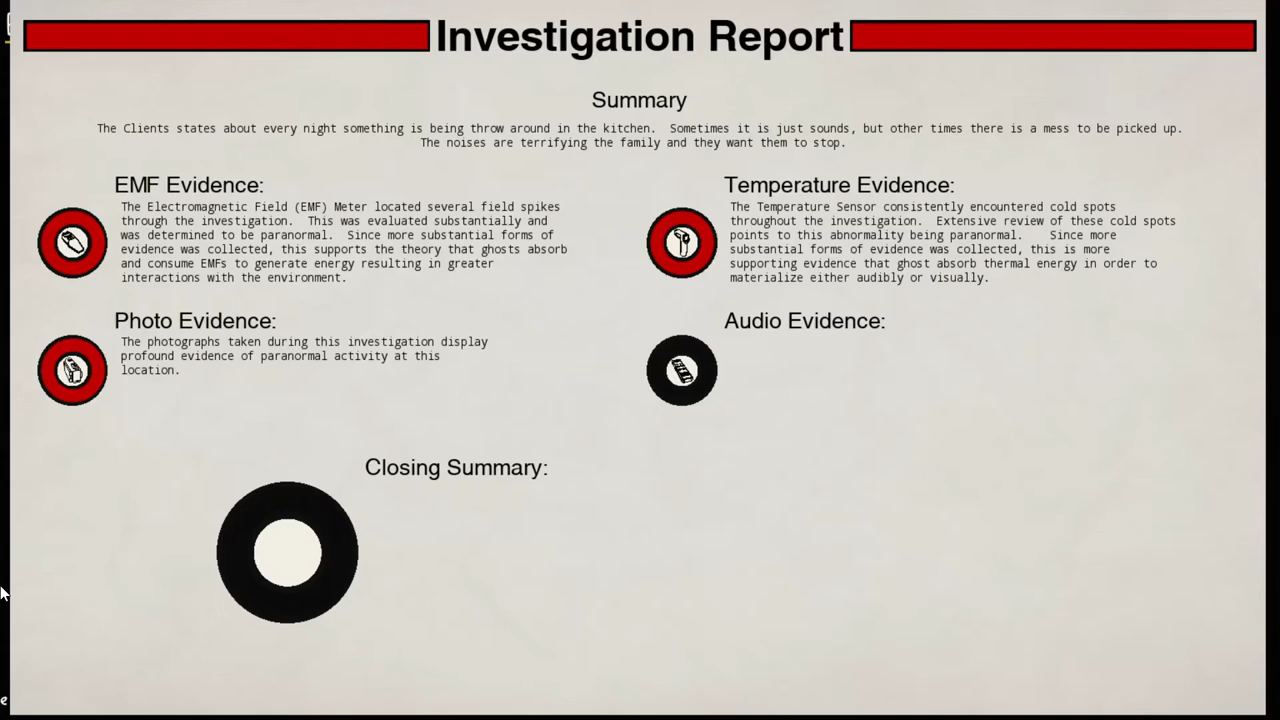 Investigation Report
Summary
The Clients states about every night something is being throw around in the kitchen.  Sometimes it is just sounds, but other times there is a mess to be picked up.
The noises are terrifying the family and they want them to stop.
EMF Evidence:
The Electromagnetic Field (EMF) Meter located several field spikes
through the investigation.  This was evaluated substantially and
was determined to be paranormal.  Since more substantial forms of
evidence was collected, this supports the theory that ghosts absorb
and consume EMFs to generate energy resulting in greater
interactions with the environment.
Temperature Evidence:
The Temperature Sensor consistently encountered cold spots
throughout the investigation.  Extensive review of these cold spots
points to this abnormality being paranormal.    Since more
substantial forms of evidence was collected, this is more
supporting evidence that ghost absorb thermal energy in order to
materialize either audibly or visually.
Photo Evidence:
The photographs taken during this investigation display
profound evidence of paranormal activity at this
location.
Audio Evidence:
Closing Summary: